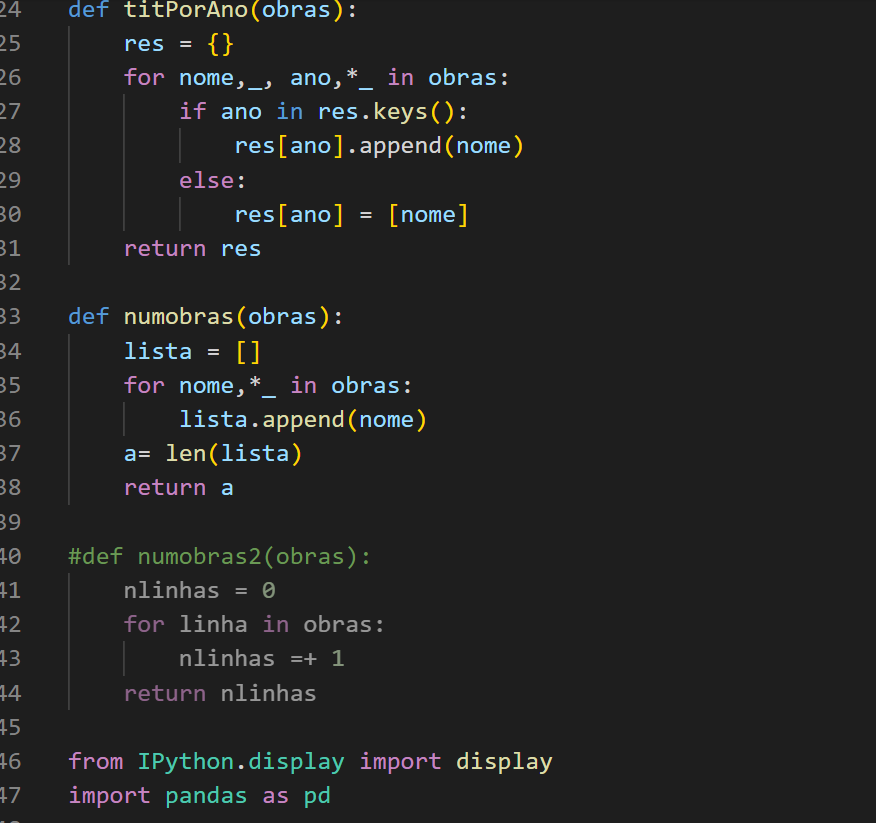 24 def titPorAno(obras):
25     res = {}
26     for nome,_, ano,*_ in obras:
27         if ano in res.keys():
28             res[ano].append(nome)
29         else:
30             res[ano] = [nome]
31     return res
32
33 def numobras(obras):
34     lista = []
35     for nome,*_ in obras:
36         lista.append(nome)
37     a= len(lista)
38     return a
39
40 #def numobras2(obras):
41     nlinhas = 0
42     for linha in obras:
43         nlinhas =+ 1
44     return nlinhas
45
46 from IPython.display import display
47 import pandas as pd